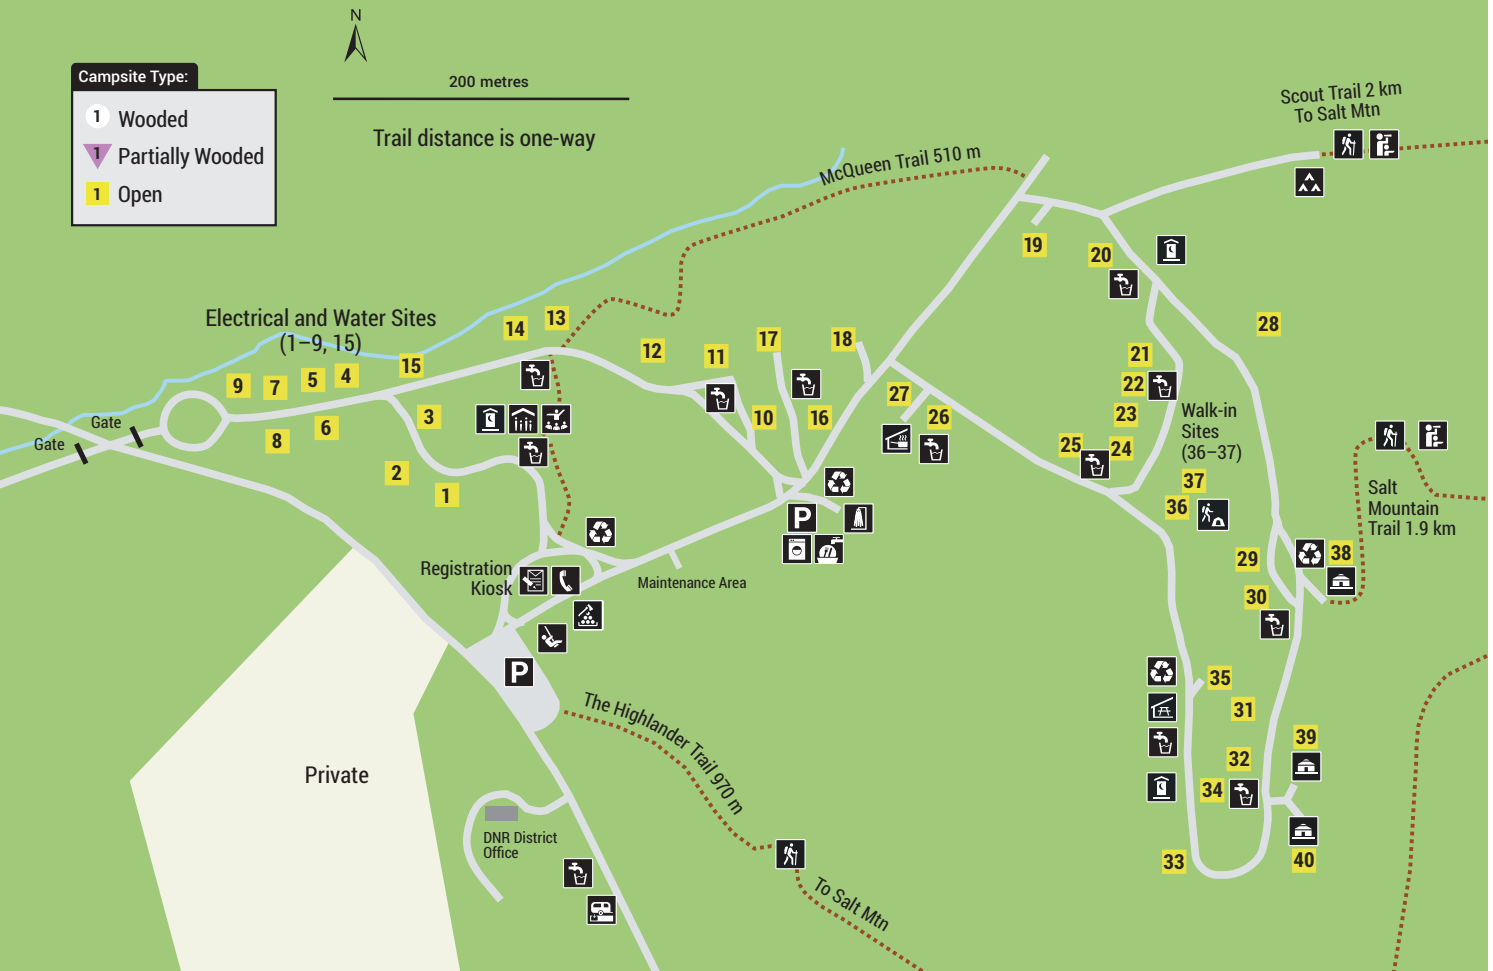 N
Campsite Type:
1 Wooded
1 Partially Wooded
1 Open
200 metres
Trail distance is one-way
Scout Trail 2 km
To Salt Mtn
McQueen Trail 510 m
Electrical and Water Sites
(1–9, 15)
14
13
12
11
17
18
19
20
28
15
9
7
5
4
8
6
3
2
1
10
16
27
26
21
22
23
25
24
Walk-in
Sites
(36–37)
37
36
Gate
Gate
Salt
Mountain
Trail 1.9 km
29
38
30
Registration
Kiosk
Maintenance Area
P
P
35
31
39
32
34
33
40
The Highlander Trail 970 m
Private
DNR District
Office
To Salt Mtn